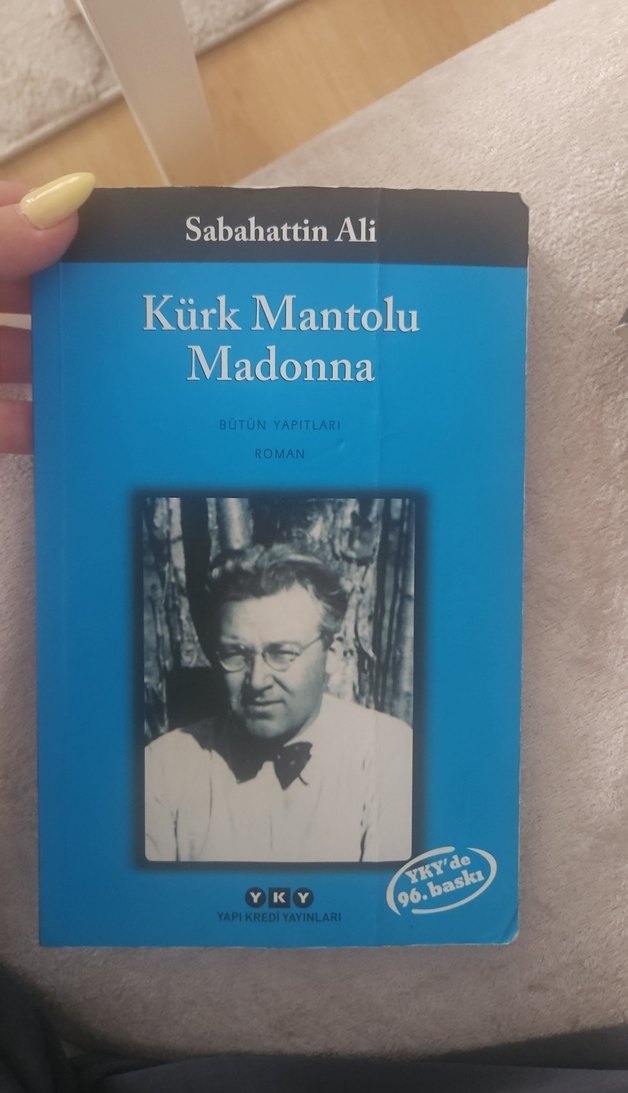 Sabahattin Ali
Kürk Mantolu
Madonna
BÜTÜN YAPITLARI
ROMAN
YKY'de
96. baskı
YKY
YAPI KREDİ YAYINLARI